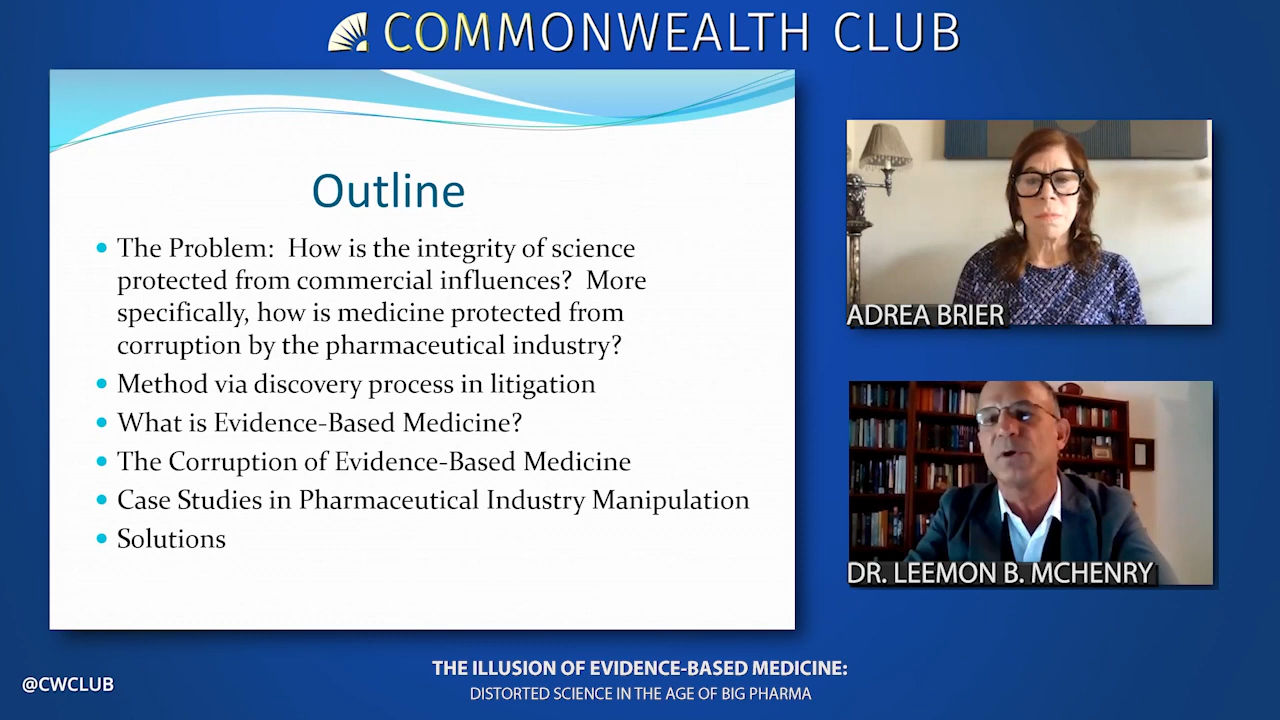 COMMONWEALTH CLUB
Outline
The Problem: How is the integrity of science
protected from commercial influences? More
specifically, how is medicine protected from
corruption by the pharmaceutical industry?
Method via discovery process in litigation
What is Evidence-Based Medicine?
The Corruption of Evidence-Based Medicine
Case Studies in Pharmaceutical Industry Manipulation
Solutions
ADREA BRIER
DR. LEEMON B. MCHENRY
@CWCLUB
THE ILLUSION OF EVIDENCE-BASED MEDICINE:
DISTORTED SCIENCE IN THE AGE OF BIG PHARMA